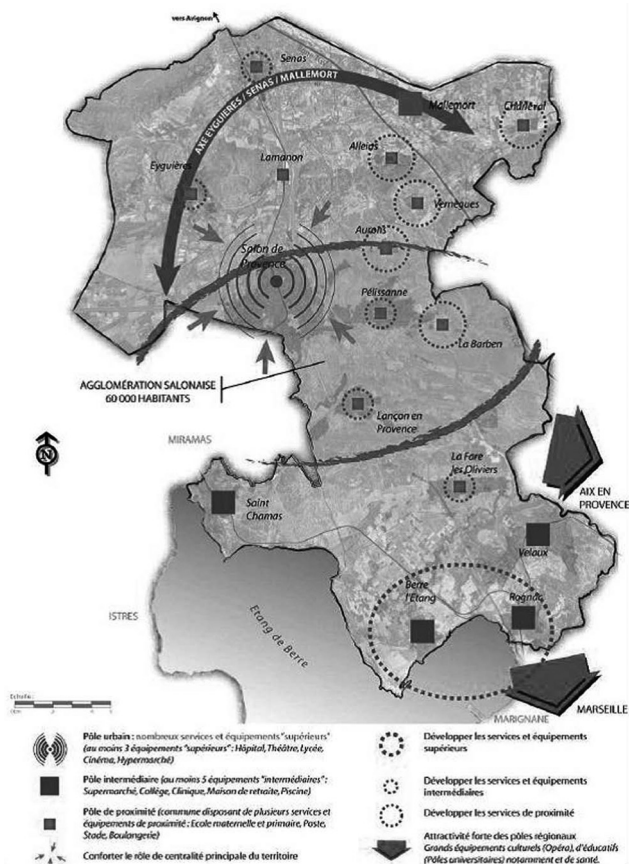 vers Avignon
Senas
Mallemort
Charleval
AXE EYGUIERES / SENAS / MALLEMORT
Alleins
Lamanon
Eyguières
Vernègues
Aurons
Salon de
Provence
Pélissanne
La Barben
AGGLOMÉRATION SALONAISE
60 000 HABITANTS
Lançon en
Provence
MIRAMAS
N
La Fare
les Oliviers
AIX EN
PROVENCE
Saint
Chamas
Velaux
Berre
l'Etang
Rognac
ISTRES
Etang de Berre
MARSEILLE
MARIGNANE
Echelle :
Pôle urbain : nombreux services et équipements "supérieurs"
(au moins 3 équipements "supérieurs" : Hôpital, Théâtre, Lycée,
Cinéma, Hypermarché)
Pôle intermédiaire (au moins 5 équipements "intermédiaires" :
Supermarché, Collège, Clinique, Maison de retraite, Piscine)
Pôle de proximité (commune disposant de plusieurs services et
équipements de proximité : Ecole maternelle et primaire, Poste,
Stade, Boulangerie)
Conforter le rôle de centralité principale du territoire
Développer les services et équipements
supérieurs
Développer les services et équipements
intermédiaires
Développer les services de proximité
Attractivité forte des pôles régionaux
Grands équipements culturels (Opéra), d'éducatifs
(Pôles universitaires) notamment et de santé.